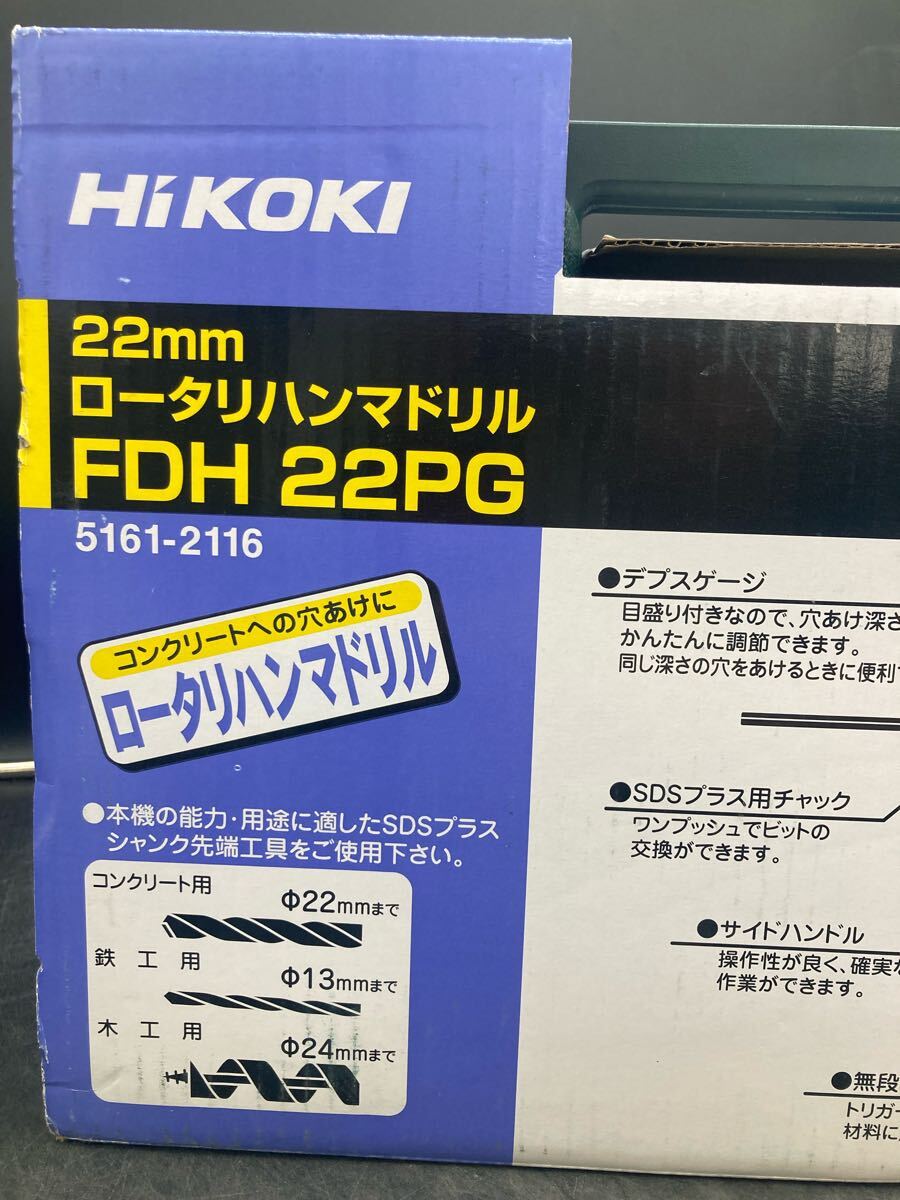 HiKOKI
22mm
ロータリハンマドリル
FDH 22PG
5161-2116
コンクリートへの穴あけに
ロータリハンマドリル
●本機の能力・用途に適したSDSプラス
シャンク先端工具をご使用下さい。
コンクリート用
Φ22mmまで
鉄工用
Φ13mmまで
木工用
Φ24mmまで
●デプスゲージ
目盛り付きなので、穴あけ深さ
かんたんに調節できます。
同じ深さの穴をあけるときに便利
●SDSプラス用チャック
ワンプッシュでビットの
交換ができます。
●サイドハンドル
操作性が良く、確実
作業ができます。
●無段
トリガー
材料に